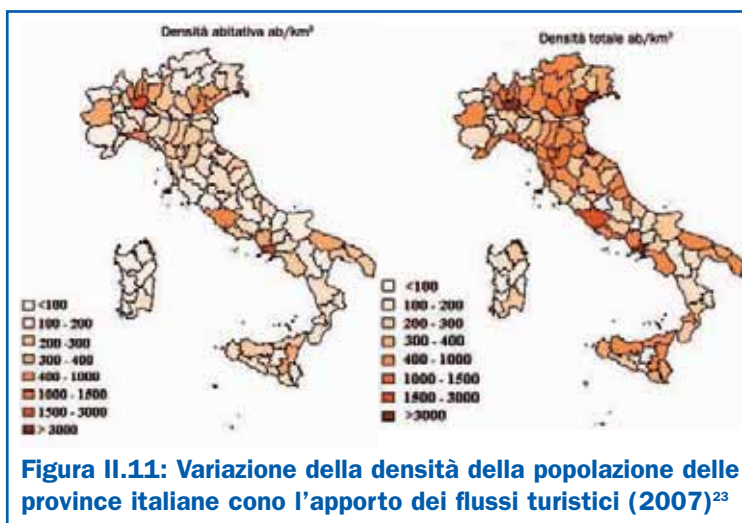 Densità abitativa ab/km²
Densità totale ab/km²
<100
100 - 200
200 - 300
300 - 400
400 - 1000
1000 - 1500
1500 - 3000
> 3000
<100
100 - 200
200 - 300
300 - 400
400 - 1000
1000 - 1500
1500 - 3000
>3000
Figura II.11: Variazione della densità della popolazione delle
province italiane cono l’apporto dei flussi turistici (2007)²³